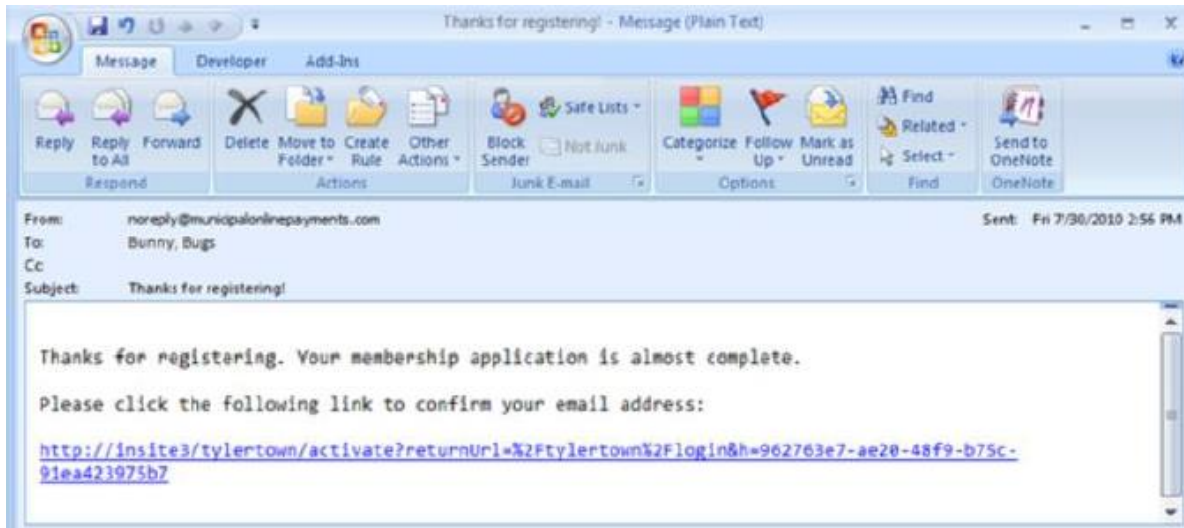 Thanks for registering! - Message (Plain Text)
Message Developer Add-Ins
Reply Reply to All Forward Delete Move to Folder Create Rule Other Actions Block Sender Safe Lists Not Junk Categorize Follow Up Mark as Unread Find Related Select Send to OneNote
Respond Actions Junk E-mail Options Find OneNote
From: noreply@municipalonlinepayments.com Sent: Fri 7/30/2010 2:56 PM
To: Bunny, Bugs
Cc
Subject: Thanks for registering!
Thanks for registering. Your membership application is almost complete.
Please click the following link to confirm your email address:
http://insite3/tylertown/activate?returnUrl=%2Ftylertown%2Flogin&h=962763e7-ae20-48f9-b75c-
91ea423975b7